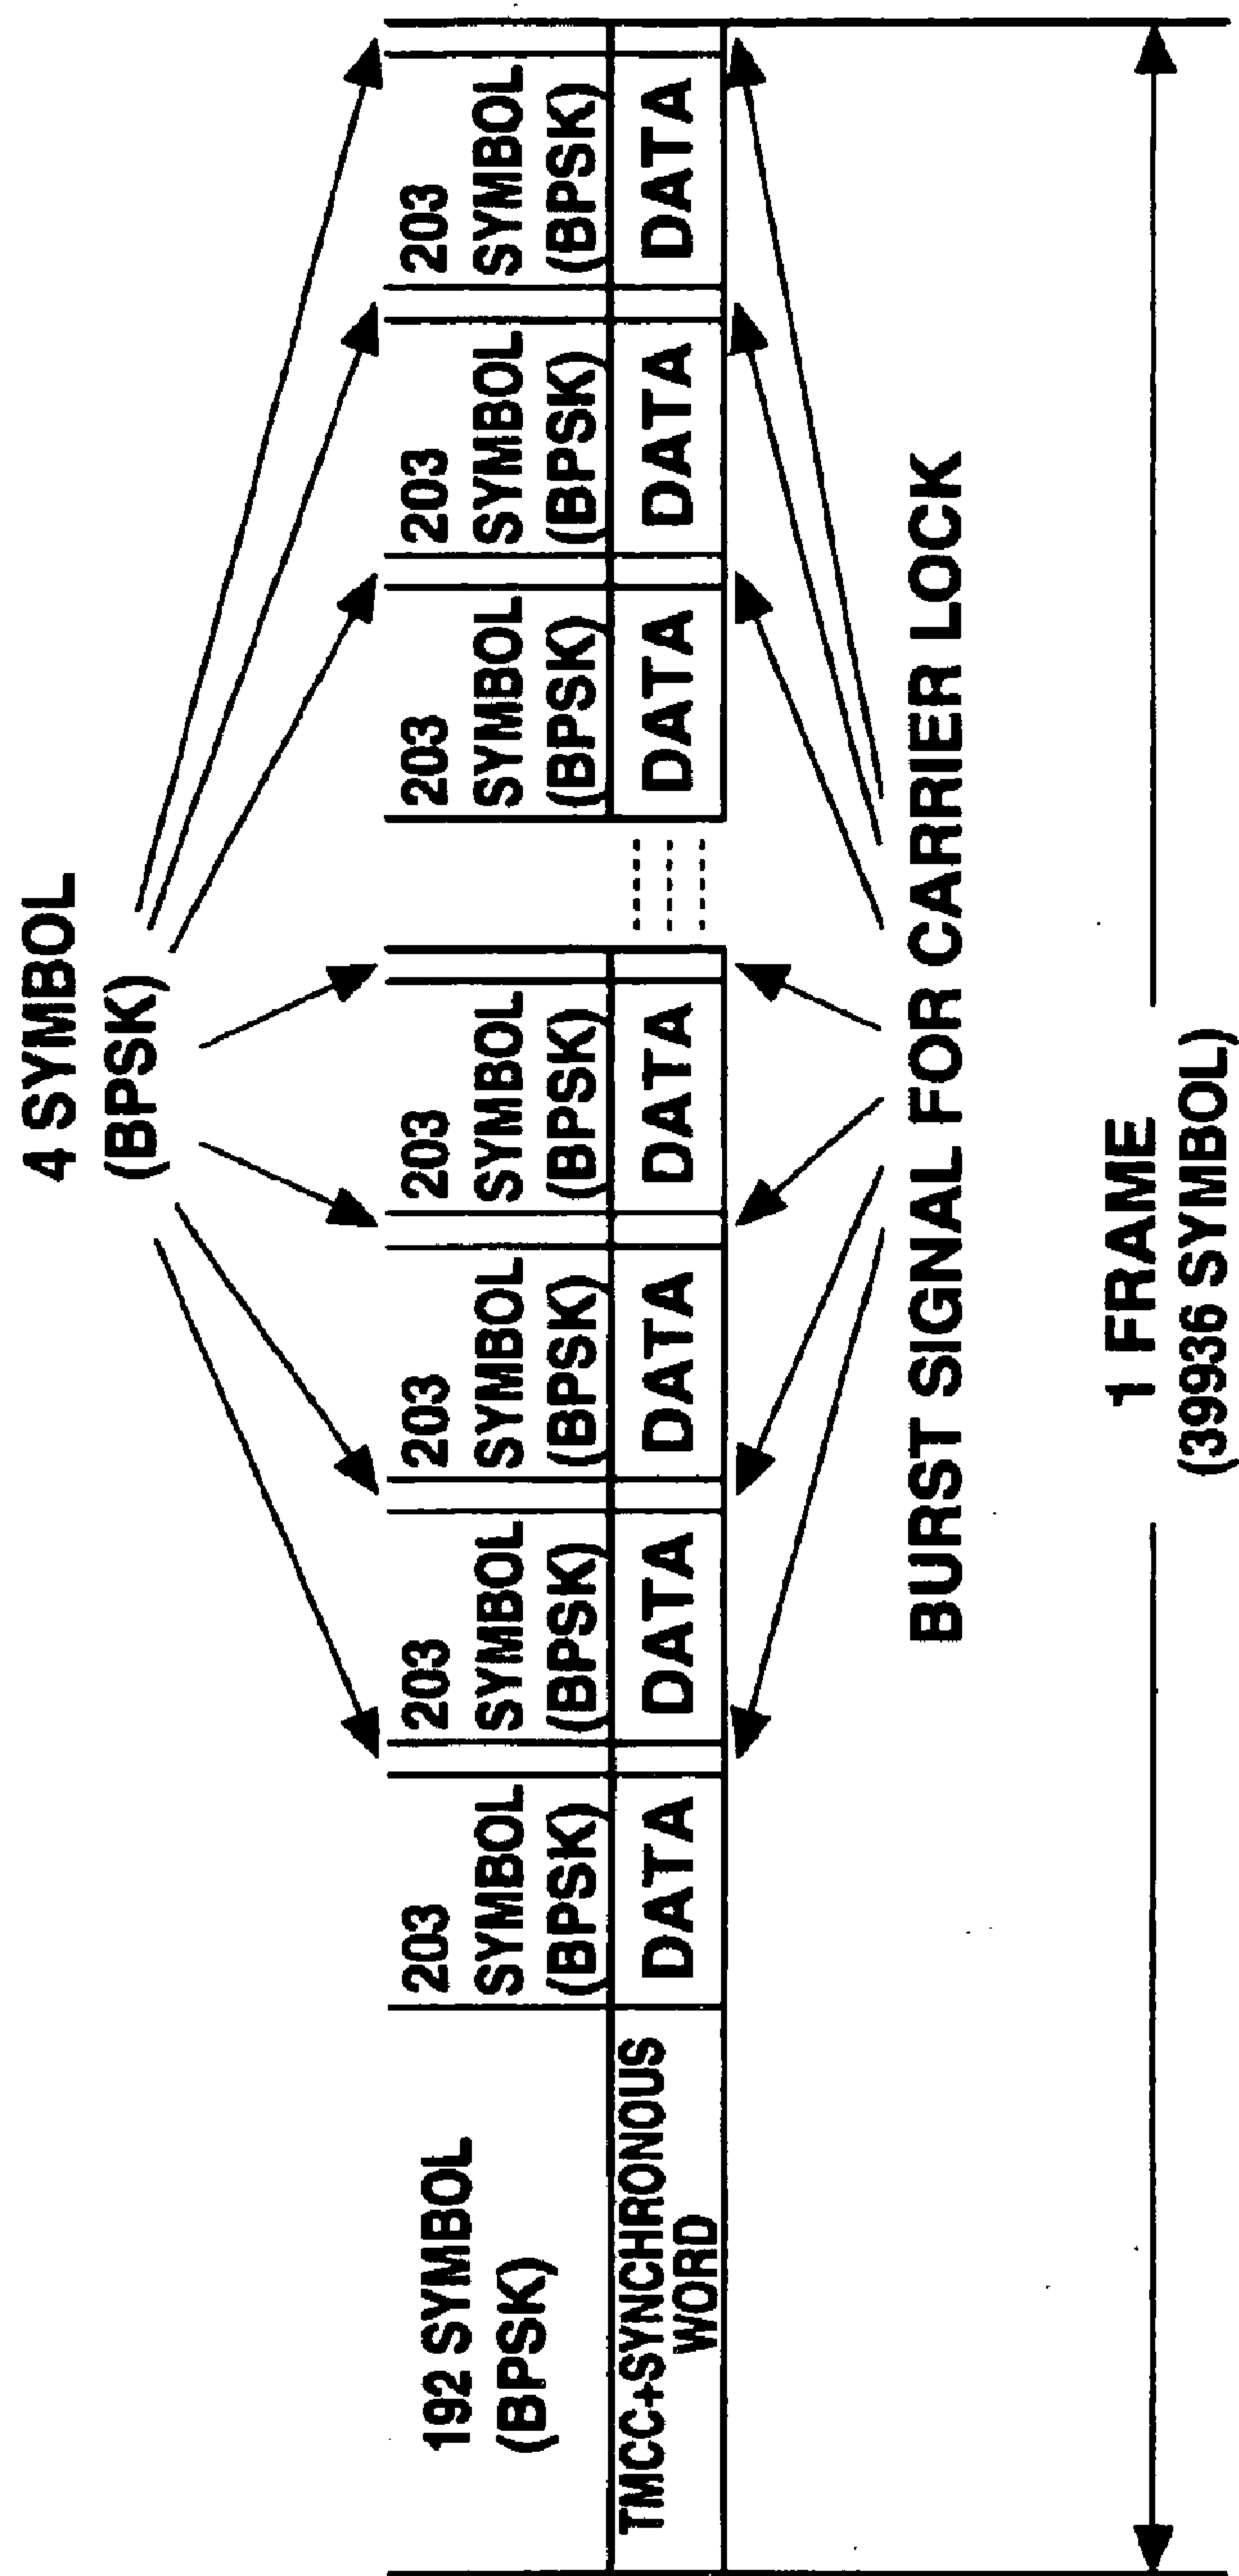 4 SYMBOL
(BPSK)
192 SYMBOL
(BPSK)
203
SYMBOL
(BPSK)
203
SYMBOL
(BPSK)
203
SYMBOL
(BPSK)
203
SYMBOL
(BPSK)
203
SYMBOL
(BPSK)
203
SYMBOL
(BPSK)
203
SYMBOL
(BPSK)
TMCC+SYNCHRONOUS
WORD
DATA
DATA
DATA
DATA
DATA
DATA
DATA
BURST SIGNAL FOR CARRIER LOCK
1 FRAME
(39936 SYMBOL)